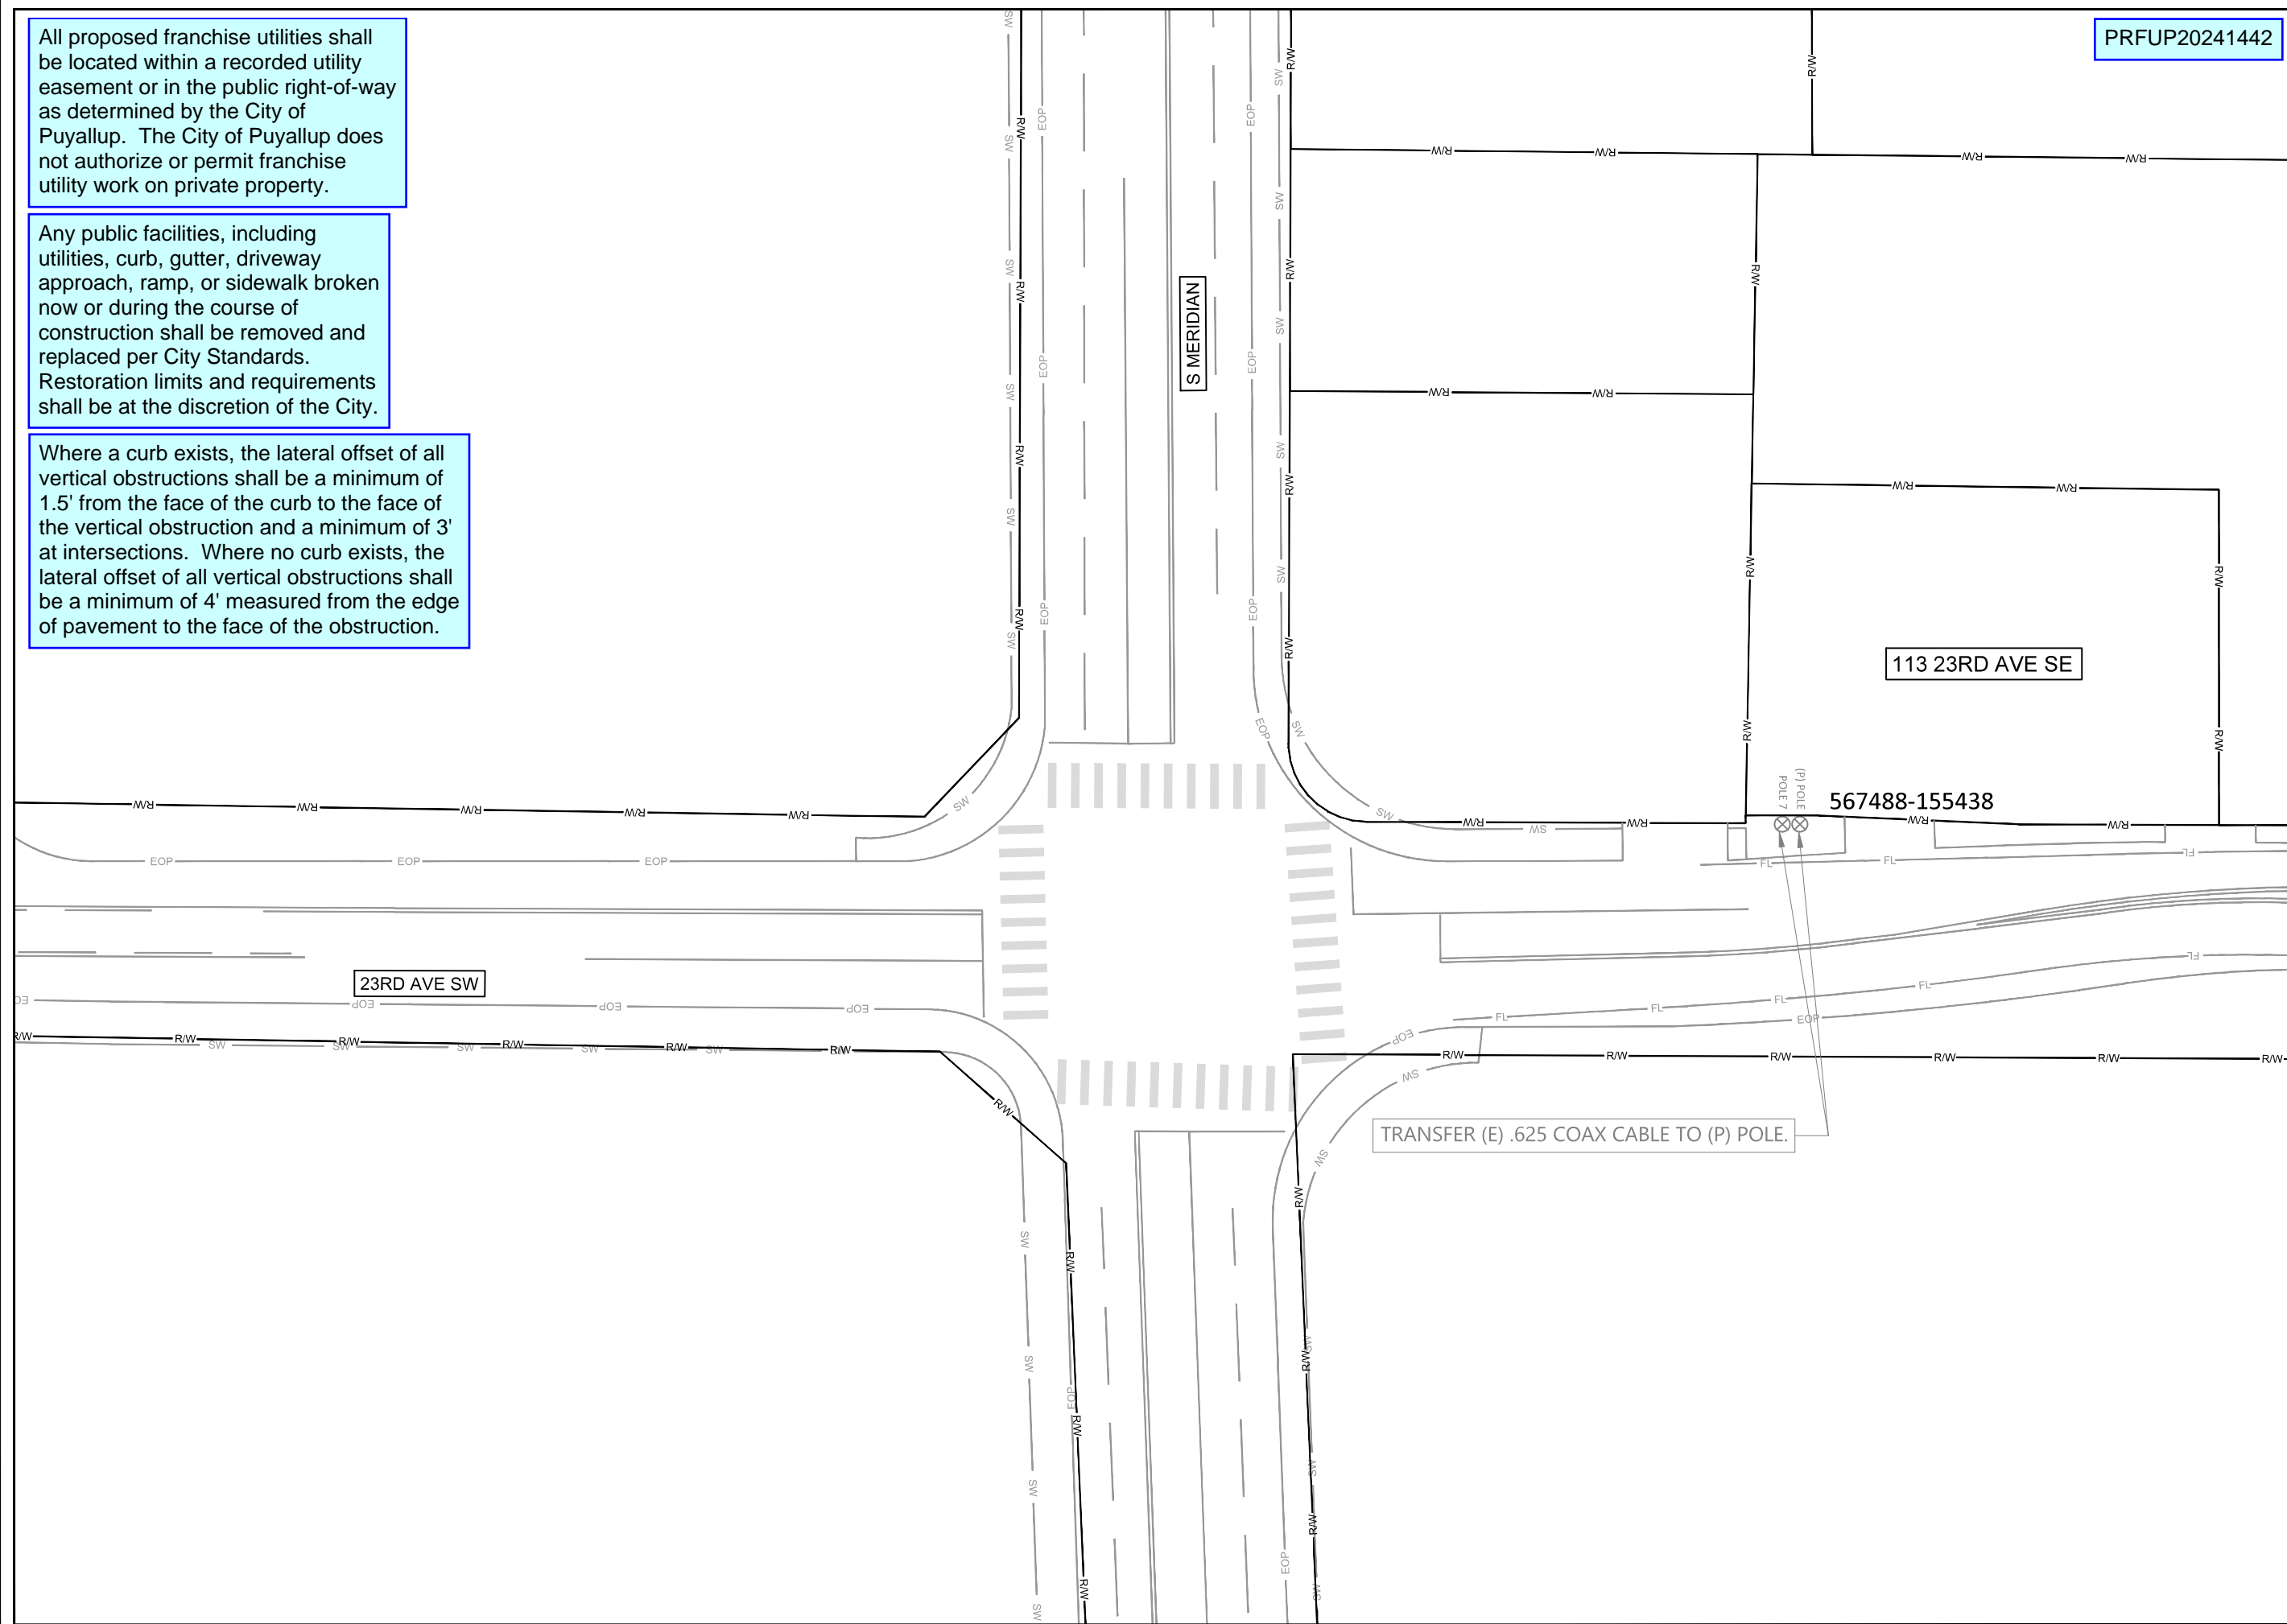 All proposed franchise utilities shall
be located within a recorded utility
easement or in the public right-of-way
as determined by the City of
Puyallup.  The City of Puyallup does
not authorize or permit franchise
utility work on private property.
Any public facilities, including
utilities, curb, gutter, driveway
approach, ramp, or sidewalk broken
now or during the course of
construction shall be removed and
replaced per City Standards.
Restoration limits and requirements
shall be at the discretion of the City.
Where a curb exists, the lateral offset of all
vertical obstructions shall be a minimum of
1.5' from the face of the curb to the face of
the vertical obstruction and a minimum of 3'
at intersections.  Where no curb exists, the
lateral offset of all vertical obstructions shall
be a minimum of 4' measured from the edge
of pavement to the face of the obstruction.
PRFUP20241442
S MERIDIAN
113 23RD AVE SE
(P) POLE
POLE 7
567488-155438
23RD AVE SW
TRANSFER (E) .625 COAX CABLE TO (P) POLE.
R/W
SW
EOP
FL